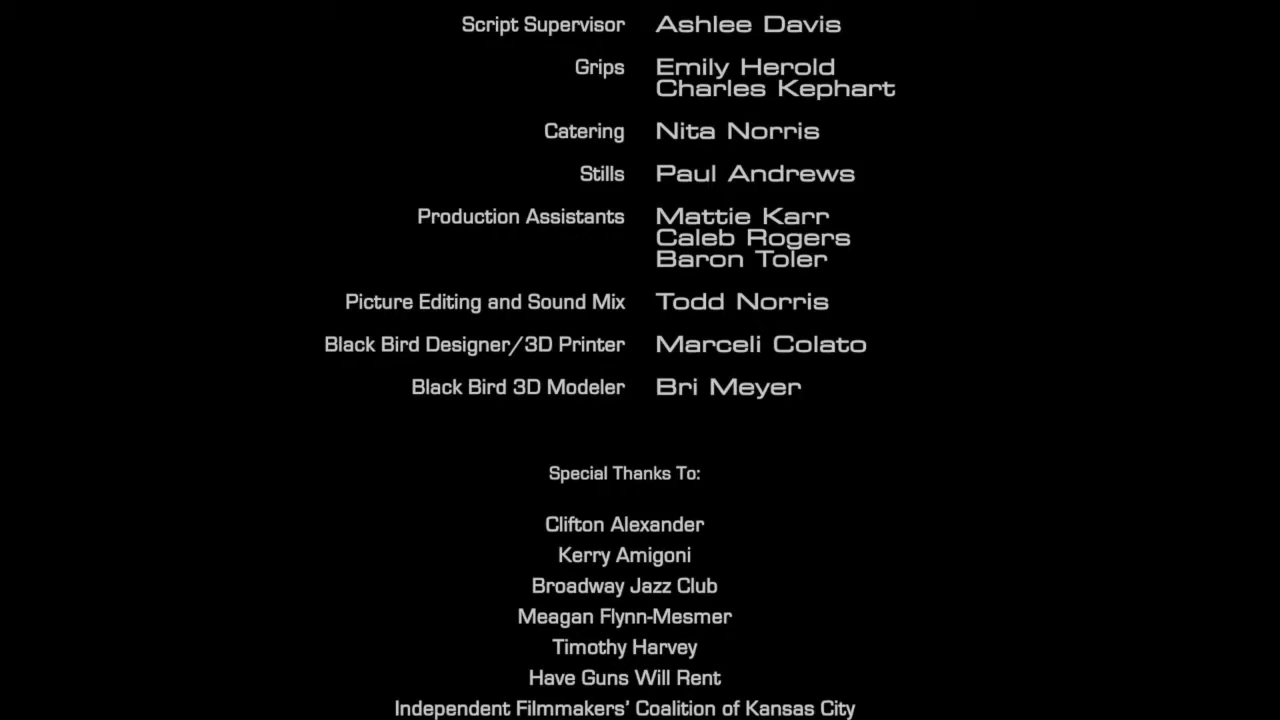 Script Supervisor Ashlee Davis
Grips Emily Herold
Charles Kephart
Catering Nita Norris
Stills Paul Andrews
Production Assistants Mattie Karr
Caleb Rogers
Baron Toler
Picture Editing and Sound Mix Todd Norris
Black Bird Designer/3D Printer Marceli Colato
Black Bird 3D Modeler Bri Meyer
Special Thanks To:
Clifton Alexander
Kerry Amigoni
Broadway Jazz Club
Meagan Flynn-Mesmer
Timothy Harvey
Have Guns Will Rent
Independent Filmmakers’ Coalition of Kansas City